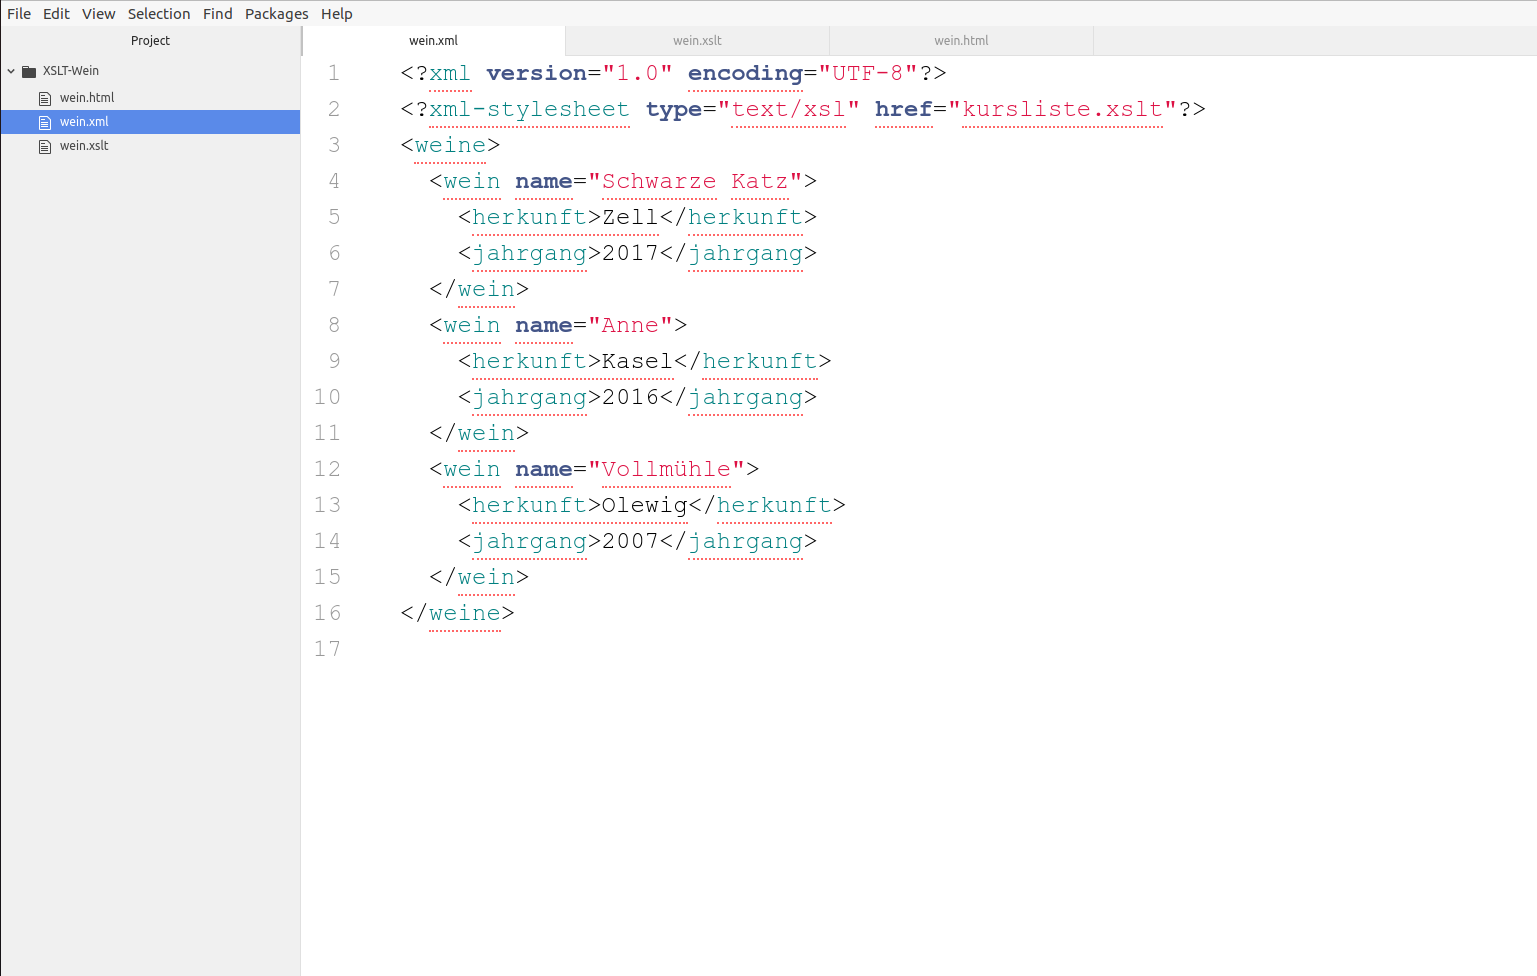 File Edit View Selection Find Packages Help
Project
XSLT-Wein
wein.html
wein.xml
wein.xslt
wein.xml wein.xslt wein.html
1 <?xml version="1.0" encoding="UTF-8"?>
2 <?xml-stylesheet type="text/xsl" href="kursliste.xslt"?>
3 <weine>
4 <wein name="Schwarze Katz">
5 <herkunft>Zell</herkunft>
6 <jahrgang>2017</jahrgang>
7 </wein>
8 <wein name="Anne">
9 <herkunft>Kasel</herkunft>
10 <jahrgang>2016</jahrgang>
11 </wein>
12 <wein name="Vollmühle">
13 <herkunft>Olewig</herkunft>
14 <jahrgang>2007</jahrgang>
15 </wein>
16 </weine>
17